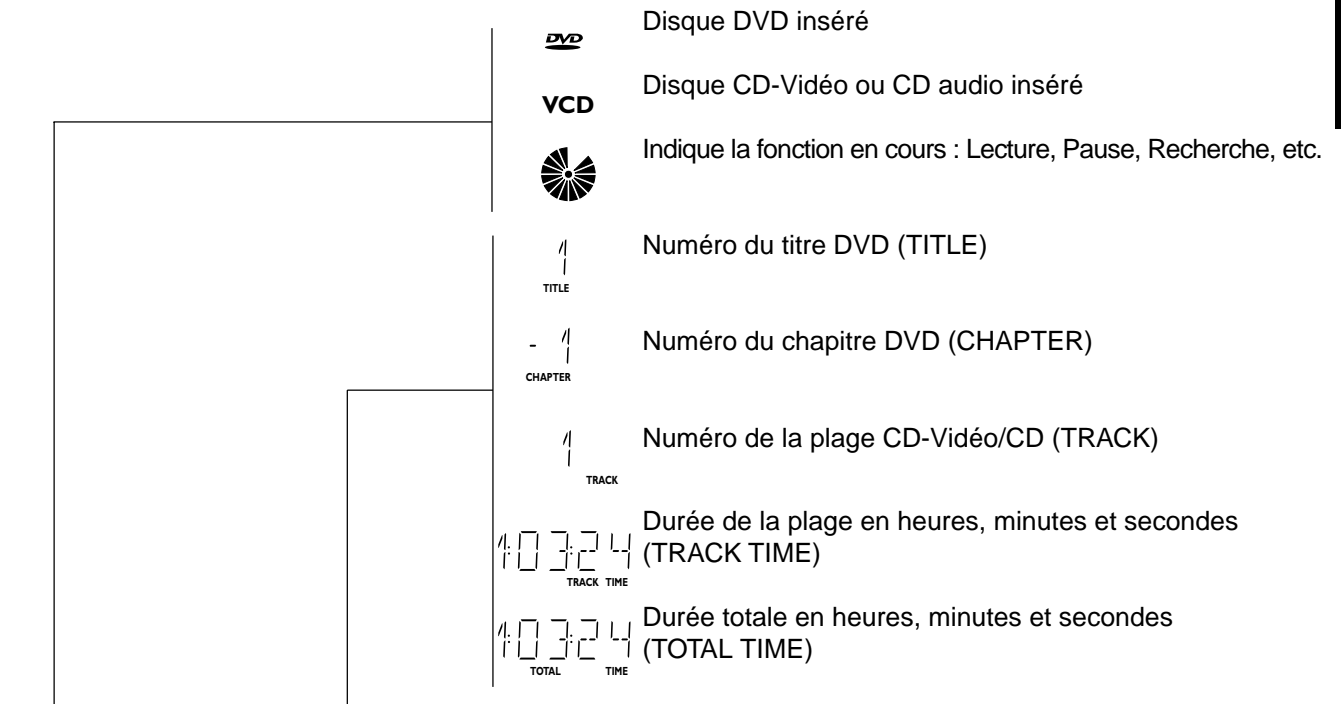 DVD
Disque DVD inséré
VCD
Disque CD-Vidéo ou CD audio inséré
Indique la fonction en cours : Lecture, Pause, Recherche, etc.
1
TITLE
Numéro du titre DVD (TITLE)
- 1
CHAPTER
Numéro du chapitre DVD (CHAPTER)
1
TRACK
Numéro de la plage CD-Vidéo/CD (TRACK)
1:03:24
TRACK TIME
Durée de la plage en heures, minutes et secondes
(TRACK TIME)
1:03:24
TOTAL TIME
Durée totale en heures, minutes et secondes
(TOTAL TIME)